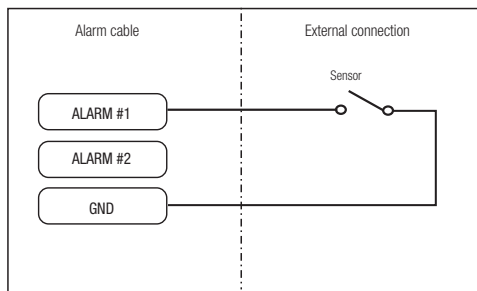 Alarm cable
External connection
Sensor
ALARM #1
ALARM #2
GND